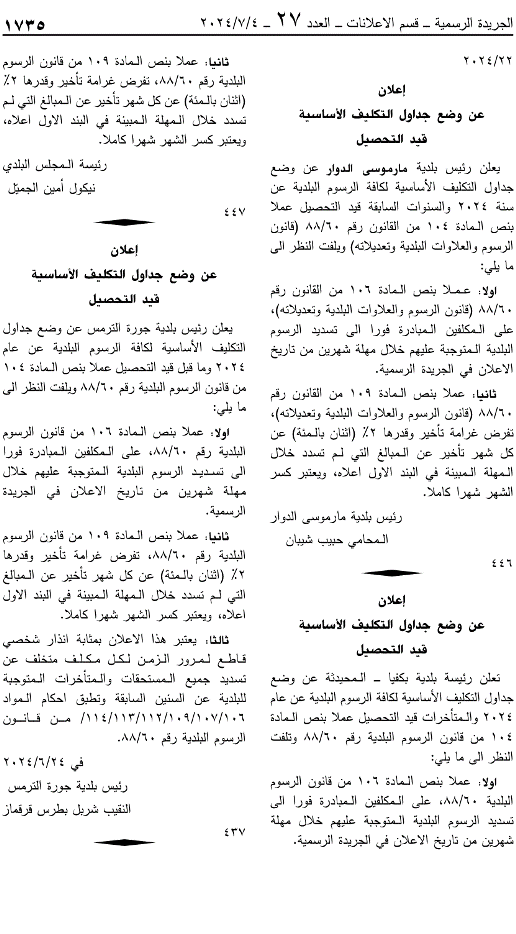 الجريدة الرسمية ــ قسم الاعلانات ــ العدد ٢٧ ــ ٢٠٢٤/٧/٤
١٧٣٥
٢٠٢٤/٢٢
إعلان
عن وضع جداول التكليف الأساسية
قيد التحصيل
يعلن رئيس بلدية مارموسى الدوار عن وضع
جداول التكليف الأساسية لكافة الرسوم البلدية عن
سنة ٢٠٢٤ والسنوات السابقة قيد التحصيل عملا
بنص المادة ١٠٤ من القانون رقم ٨٨/٦٠ (قانون
الرسوم والعلاوات البلدية وتعديلاته) ويلفت النظر الى
ما يلي:
اولا: عملا بنص المادة ١٠٦ من القانون رقم
٨٨/٦٠ (قانون الرسوم والعلاوات البلدية وتعديلاته)،
على المكلفين المبادرة فورا الى تسديد الرسوم
البلدية المتوجبة عليهم خلال مهلة شهرين من تاريخ
الاعلان في الجريدة الرسمية.
ثانيا: عملا بنص المادة ١٠٩ من القانون رقم
٨٨/٦٠ (قانون الرسوم والعلاوات البلدية وتعديلاته)،
تفرض غرامة تأخير وقدرها ٢٪ (اثنان بالمئة) عن
كل شهر تأخير عن المبالغ التي لم تسدد خلال
المهلة المبينة في البند الاول اعلاه، ويعتبر كسر
الشهر شهرا كاملا.
رئيس بلدية مارموسى الدوار
المحامي حبيب شيبان
٤٤٦
إعلان
عن وضع جداول التكليف الأساسية
قيد التحصيل
تعلن رئيسة بلدية بكفيا ــ المحيدثة عن وضع
جداول التكليف الأساسية لكافة الرسوم البلدية عن عام
٢٠٢٤ والمتأخرات قيد التحصيل عملا بنص المادة
١٠٤ من قانون الرسوم البلدية رقم ٨٨/٦٠ وتلفت
النظر الى ما يلي:
اولا: عملا بنص المادة ١٠٦ من قانون الرسوم
البلدية ٨٨/٦٠، على المكلفين المبادرة فورا الى
تسديد الرسوم البلدية المتوجبة عليهم خلال مهلة
شهرين من تاريخ الاعلان في الجريدة الرسمية.
ثانيا: عملا بنص المادة ١٠٩ من قانون الرسوم
البلدية رقم ٨٨/٦٠، تفرض غرامة تأخير وقدرها ٢٪
(اثنان بالمئة) عن كل شهر تأخير عن المبالغ التي لم
تسدد خلال المهلة المبينة في البند الاول اعلاه،
ويعتبر كسر الشهر شهرا كاملا.
رئيسة المجلس البلدي
نيكول أمين الجميّل
٤٤٧
إعلان
عن وضع جداول التكليف الأساسية
قيد التحصيل
يعلن رئيس بلدية جورة الترمس عن وضع جداول
التكليف الأساسية لكافة الرسوم البلدية عن عام
٢٠٢٤ وما قبل قيد التحصيل عملا بنص المادة ١٠٤
من قانون الرسوم البلدية رقم ٨٨/٦٠ ويلفت النظر الى
ما يلي:
اولا: عملا بنص المادة ١٠٦ من قانون الرسوم
البلدية رقم ٨٨/٦٠، على المكلفين المبادرة فورا
الى تسديد الرسوم البلدية المتوجبة عليهم خلال
مهلة شهرين من تاريخ الاعلان في الجريدة
الرسمية.
ثانيا: عملا بنص المادة ١٠٩ من قانون الرسوم
البلدية رقم ٨٨/٦٠، تفرض غرامة تأخير وقدرها
٢٪ (اثنان بالمئة) عن كل شهر تأخير عن المبالغ
التي لم تسدد خلال المهلة المبينة في البند الاول
اعلاه، ويعتبر كسر الشهر شهرا كاملا.
ثالثا: يعتبر هذا الاعلان بمثابة انذار شخصي
قاطع لمرور الزمن لكل مكلف متخلف عن
تسديد جميع المستحقات والمتأخرات المتوجبة
للبلدية عن السنين السابقة وتطبق احكام المواد
١٠٦/١٠٧/١٠٩/١١٢/١١٣/١١٤/ من قانون
الرسوم البلدية رقم ٨٨/٦٠.
في ٢٠٢٤/٦/٢٤
رئيس بلدية جورة الترمس
النقيب شربل بطرس قرقماز
٤٣٧